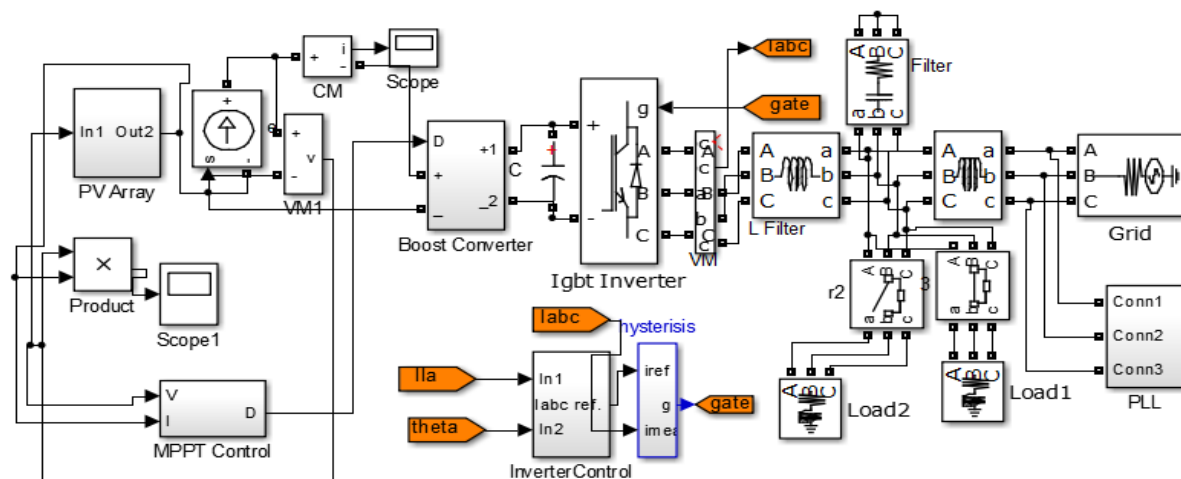 In1 Out2
PV Array
+
s
-
+
-
v
VM1
+
i
-
CM
Scope
D
+
_
+1
_2
Boost Converter
C
+
+
-
g
A
B
C
Igbt Inverter
Iabc
gate
VM
A
B
C
a
b
c
L Filter
A B C
a b c
Filter
A
B
C
a
b
c
A
B
C
Grid
×
Product
Scope1
V
I
D
MPPT Control
Iabc
hysterisis
lla
theta
In1
Iabc ref.
In2
InverterControl
iref
g
imea
gate
A B C
a b c
r2
A B C
a b c
3
A B C
Load2
A B C
Load1
Conn1
Conn2
Conn3
PLL